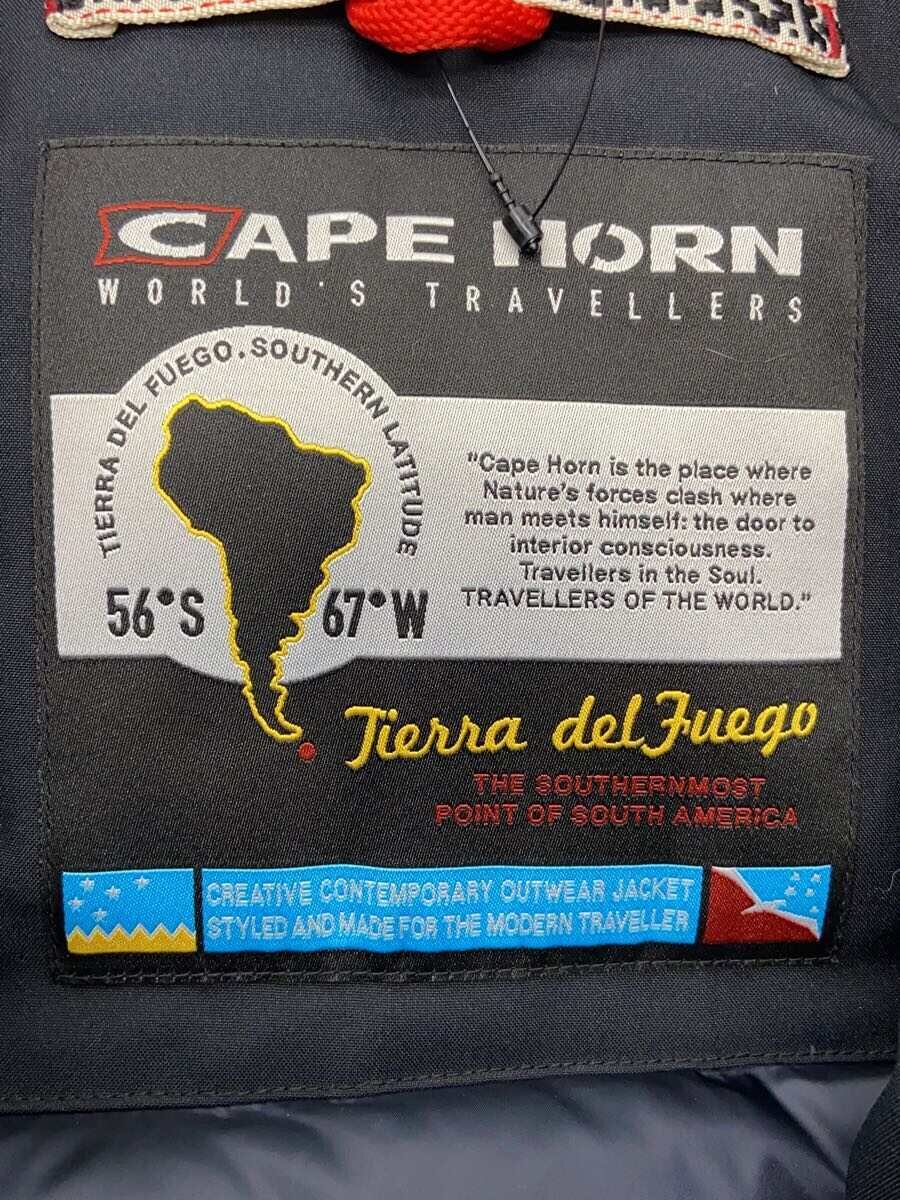 CAPE HORN
WORLD'S TRAVELLERS
TIERRA DEL FUEGO. SOUTHERN LATITUDE
56°S 67°W
"Cape Horn is the place where
Nature's forces clash where
man meets himself: the door to
interior consciousness.
Travellers in the Soul.
TRAVELLERS OF THE WORLD."
Tierra del Fuego
THE SOUTHERNMOST
POINT OF SOUTH AMERICA
CREATIVE CONTEMPORARY OUTWEAR JACKET
STYLED AND MADE FOR THE MODERN TRAVELLER